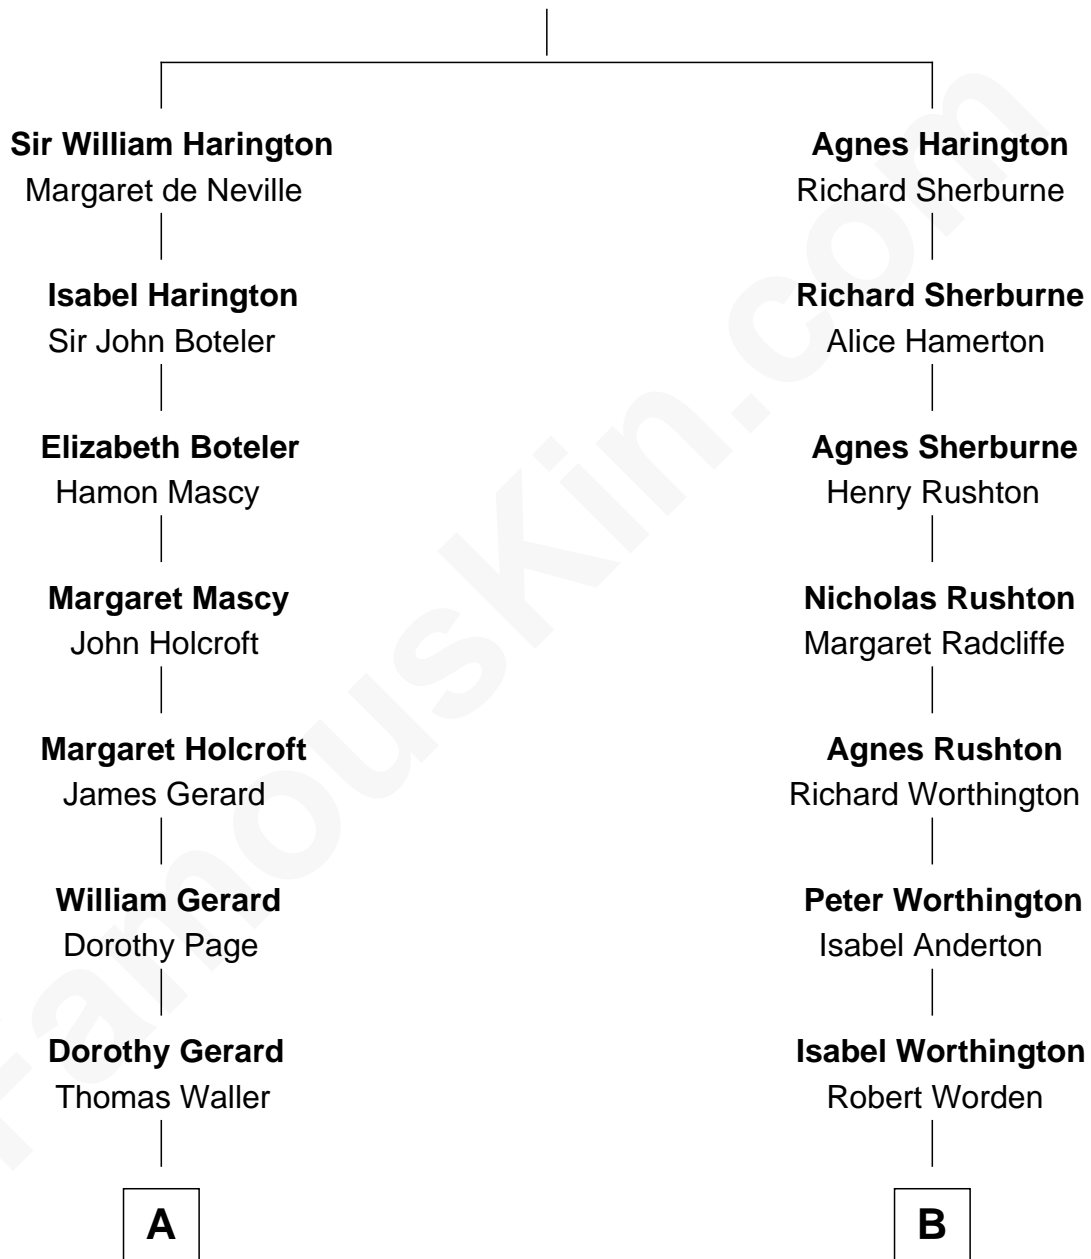 Sir William Harington
Margaret de Neville
Isabel Harington
Sir John Boteler
Elizabeth Boteler
Hamon Mascy
Margaret Mascy
John Holcroft
Margaret Holcroft
James Gerard
William Gerard
Dorothy Page
Dorothy Gerard
Thomas Waller
A
Agnes Harington
Richard Sherburne
Richard Sherburne
Alice Hamerton
Agnes Sherburne
Henry Rushton
Nicholas Rushton
Margaret Radcliffe
Agnes Rushton
Richard Worthington
Peter Worthington
Isabel Anderton
Isabel Worthington
Robert Worden
B
FamousKin.com